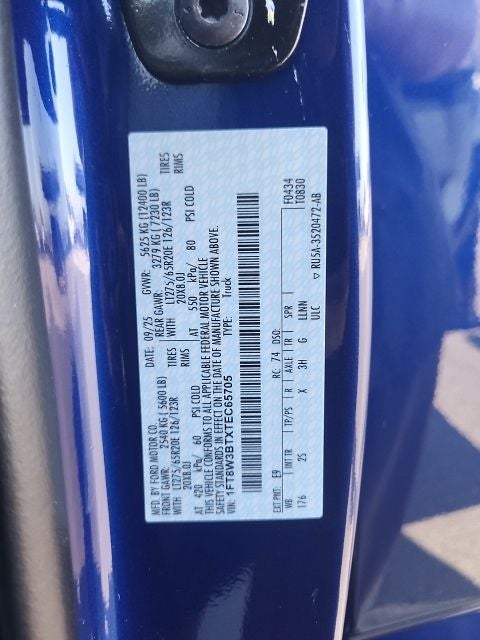 MFD. BY FORD MOTOR CO.
DATE: 09/25 GVWR: 5625 KG (12400 LB)
FRONT GAWR: 2540 KG ( 5600 LB) REAR GAWR: 3279 KG ( 7230 LB)
WITH LT275/65R20E 126/123R TIRES WITH LT275/65R20E 126/123R TIRES
20X8.0J RIMS 20X8.0J RIMS
AT 420 kPa/ 60 PSI COLD AT 550 kPa/ 80 PSI COLD
THIS VEHICLE CONFORMS TO ALL APPLICABLE FEDERAL MOTOR VEHICLE
SAFETY STANDARDS IN EFFECT ON THE DATE OF MANUFACTURE SHOWN ABOVE.
VIN: 1FT8W3BTXTEC65705 TYPE: Truck
F0434
EXT PNT: E9 RC: 74 DSO: T0830
WB INT TR TP/PS R AXLE TR SPR
176 2S X 3H G LLNN
ULC ▽ RU5A-3520472-AB